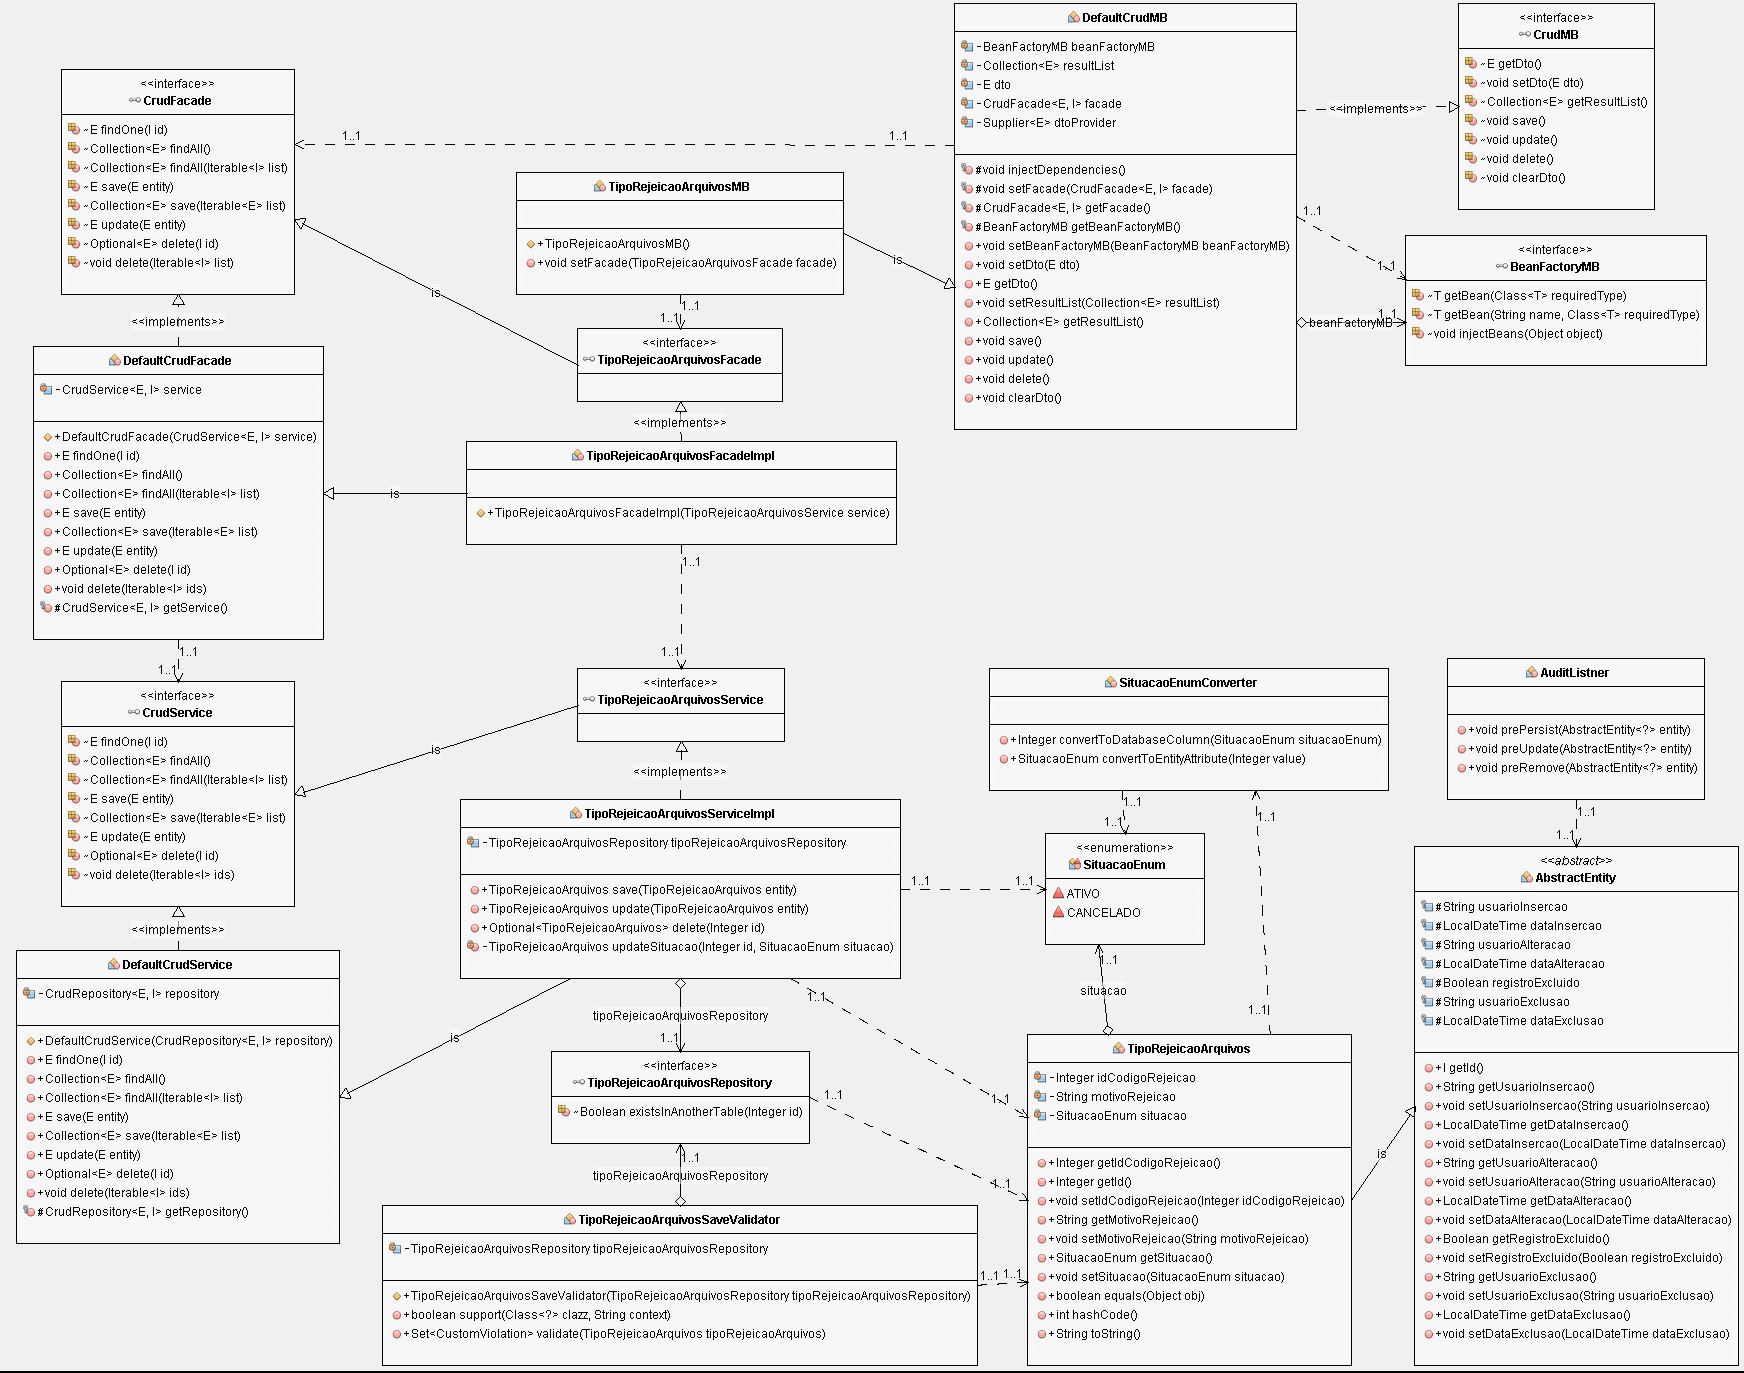 <<interface>>
CrudFacade
~E findOne(I id)
~Collection<E> findAll()
~Collection<E> findAll(Iterable<I> list)
~E save(E entity)
~Collection<E> save(Iterable<E> list)
~E update(E entity)
~Optional<E> delete(I id)
~void delete(Iterable<I> list)
1..1
1..1
DefaultCrudMB
-BeanFactoryMB beanFactoryMB
-Collection<E> resultList
-E dto
-CrudFacade<E, I> facade
-Supplier<E> dtoProvider
#void injectDependencies()
#void setFacade(CrudFacade<E, I> facade)
#CrudFacade<E, I> getFacade()
#BeanFactoryMB getBeanFactoryMB()
+void setBeanFactoryMB(BeanFactoryMB beanFactoryMB)
+void setDto(E dto)
+E getDto()
+void setResultList(Collection<E> resultList)
+Collection<E> getResultList()
+void save()
+void update()
+void delete()
+void clearDto()
<<implements>>
<<interface>>
CrudMB
~E getDto()
~void setDto(E dto)
~Collection<E> getResultList()
~void save()
~void update()
~void delete()
~void clearDto()
1..1
1..1
beanFactoryMB
1..1
<<interface>>
BeanFactoryMB
~T getBean(Class<T> requiredType)
~T getBean(String name, Class<T> requiredType)
~void injectBeans(Object object)
TipoRejeicaoArquivosMB
+TipoRejeicaoArquivosMB()
+void setFacade(TipoRejeicaoArquivosFacade facade)
is
is
1..1
1..1
<<interface>>
TipoRejeicaoArquivosFacade
<<implements>>
<<implements>>
DefaultCrudFacade
-CrudService<E, I> service
+DefaultCrudFacade(CrudService<E, I> service)
+E findOne(I id)
+Collection<E> findAll()
+Collection<E> findAll(Iterable<I> list)
+E save(E entity)
+Collection<E> save(Iterable<E> list)
+E update(E entity)
+Optional<E> delete(I id)
+void delete(Iterable<I> ids)
#CrudService<E, I> getService()
is
TipoRejeicaoArquivosFacadeImpl
+TipoRejeicaoArquivosFacadeImpl(TipoRejeicaoArquivosService service)
1..1
1..1
1..1
1..1
<<interface>>
CrudService
~E findOne(I id)
~Collection<E> findAll()
~Collection<E> findAll(Iterable<I> list)
~E save(E entity)
~Collection<E> save(Iterable<E> list)
~E update(E entity)
~Optional<E> delete(I id)
~void delete(Iterable<I> ids)
is
<<interface>>
TipoRejeicaoArquivosService
<<implements>>
<<implements>>
DefaultCrudService
-CrudRepository<E, I> repository
+DefaultCrudService(CrudRepository<E, I> repository)
+E findOne(I id)
+Collection<E> findAll()
+Collection<E> findAll(Iterable<I> list)
+E save(E entity)
+Collection<E> save(Iterable<E> list)
+E update(E entity)
+Optional<E> delete(I id)
+void delete(Iterable<I> ids)
#CrudRepository<E, I> getRepository()
is
TipoRejeicaoArquivosServiceImpl
-TipoRejeicaoArquivosRepository tipoRejeicaoArquivosRepository
+TipoRejeicaoArquivos save(TipoRejeicaoArquivos entity)
+TipoRejeicaoArquivos update(TipoRejeicaoArquivos entity)
+Optional<TipoRejeicaoArquivos> delete(Integer id)
-TipoRejeicaoArquivos updateSituacao(Integer id, SituacaoEnum situacao)
1..1
1..1
1..1
1..1
tipoRejeicaoArquivosRepository
1..1
<<interface>>
TipoRejeicaoArquivosRepository
~Boolean existsInAnotherTable(Integer id)
1..1
1..1
1..1
tipoRejeicaoArquivosRepository
TipoRejeicaoArquivosSaveValidator
-TipoRejeicaoArquivosRepository tipoRejeicaoArquivosRepository
+TipoRejeicaoArquivosSaveValidator(TipoRejeicaoArquivosRepository tipoRejeicaoArquivosRepository)
+boolean support(Class<?> clazz, String context)
+Set<CustomViolation> validate(TipoRejeicaoArquivos tipoRejeicaoArquivos)
1..1
1..1
SituacaoEnumConverter
+Integer convertToDatabaseColumn(SituacaoEnum situacaoEnum)
+SituacaoEnum convertToEntityAttribute(Integer value)
1..1
1..1
1..1
1..1
<<enumeration>>
SituacaoEnum
ATIVO
CANCELADO
1..1
situacao
TipoRejeicaoArquivos
-Integer idCodigoRejeicao
-String motivoRejeicao
-SituacaoEnum situacao
+Integer getIdCodigoRejeicao()
+Integer getId()
+void setIdCodigoRejeicao(Integer idCodigoRejeicao)
+String getMotivoRejeicao()
+void setMotivoRejeicao(String motivoRejeicao)
+SituacaoEnum getSituacao()
+void setSituacao(SituacaoEnum situacao)
+boolean equals(Object obj)
+int hashCode()
+String toString()
is
AuditListner
+void prePersist(AbstractEntity<?> entity)
+void preUpdate(AbstractEntity<?> entity)
+void preRemove(AbstractEntity<?> entity)
1..1
1..1
<<abstract>>
AbstractEntity
#String usuarioInsercao
#LocalDateTime dataInsercao
#String usuarioAlteracao
#LocalDateTime dataAlteracao
#Boolean registroExcluido
#String usuarioExclusao
#LocalDateTime dataExclusao
+I getId()
+String getUsuarioInsercao()
+void setUsuarioInsercao(String usuarioInsercao)
+LocalDateTime getDataInsercao()
+void setDataInsercao(LocalDateTime dataInsercao)
+String getUsuarioAlteracao()
+void setUsuarioAlteracao(String usuarioAlteracao)
+LocalDateTime getDataAlteracao()
+void setDataAlteracao(LocalDateTime dataAlteracao)
+Boolean getRegistroExcluido()
+void setRegistroExcluido(Boolean registroExcluido)
+String getUsuarioExclusao()
+void setUsuarioExclusao(String usuarioExclusao)
+LocalDateTime getDataExclusao()
+void setDataExclusao(LocalDateTime dataExclusao)